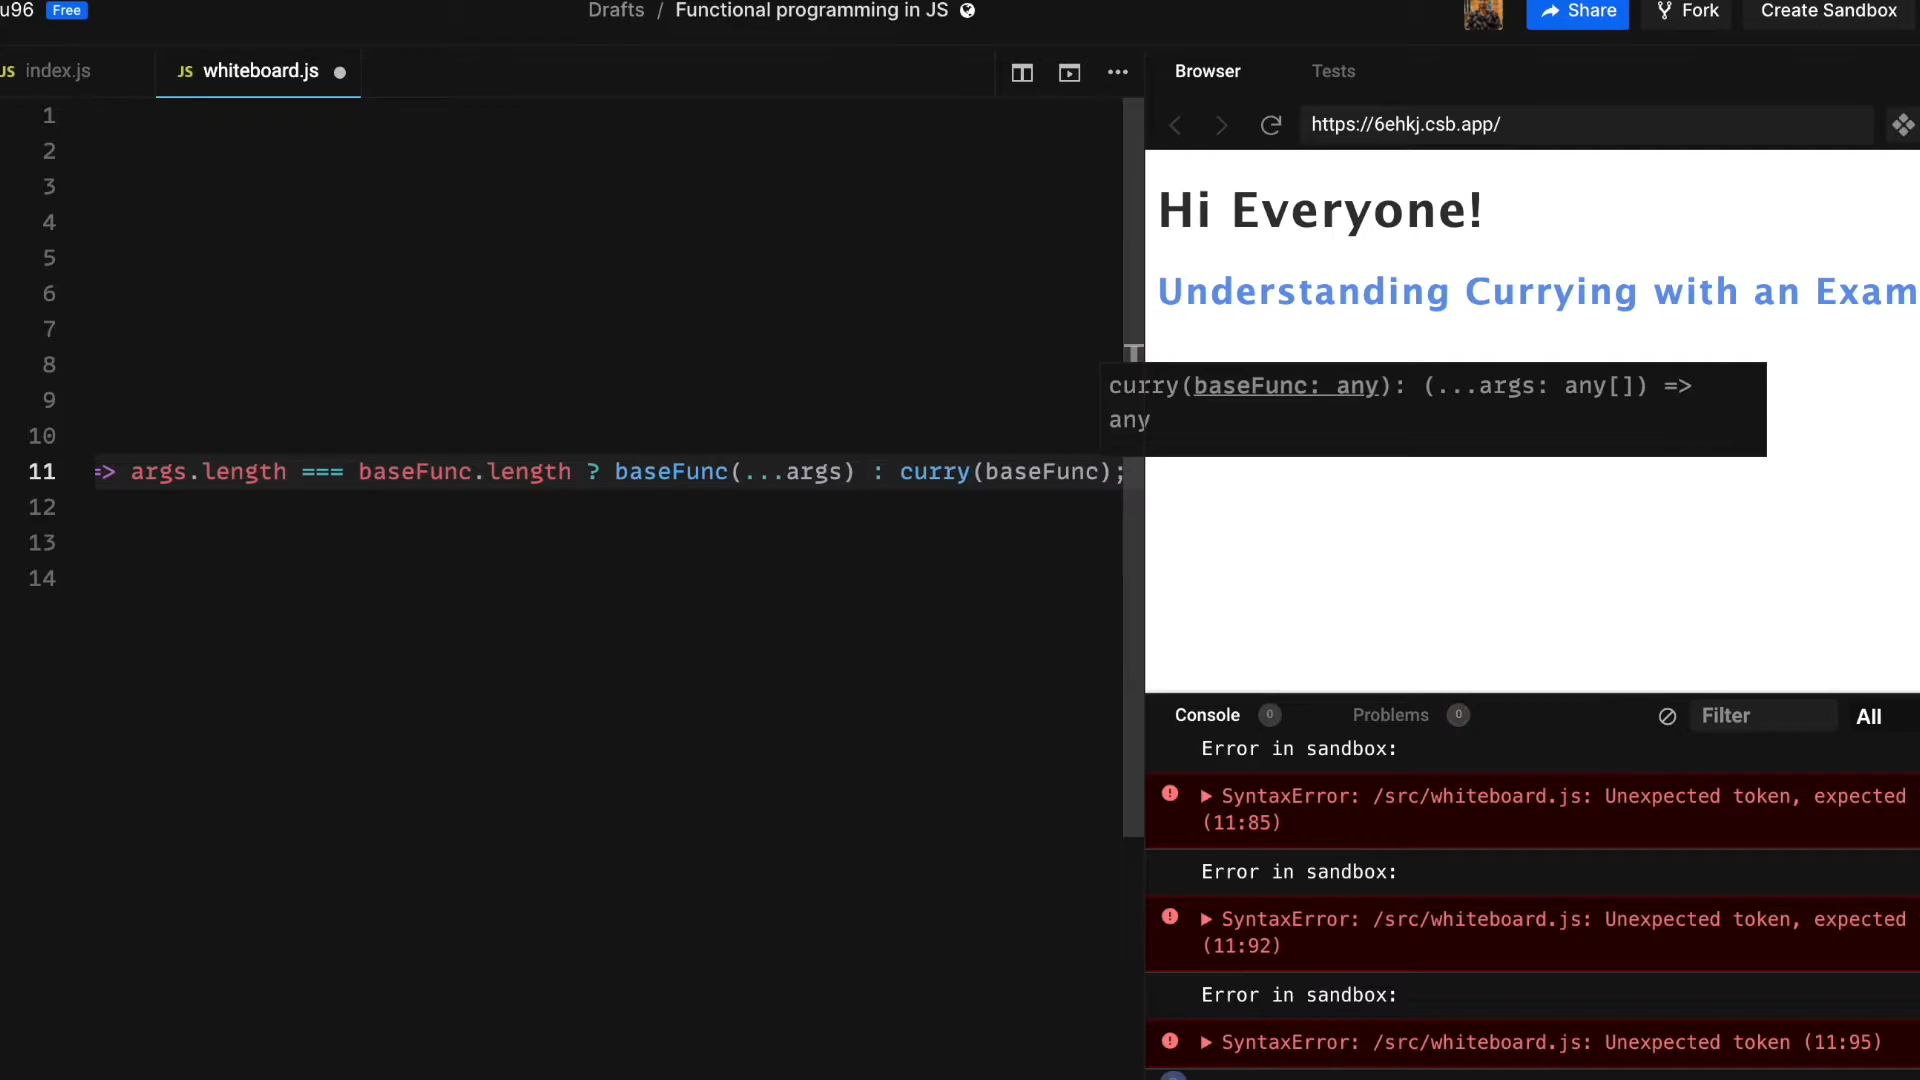 u96 Free Drafts / Functional programming in JS Share Fork Create Sandbox
JS index.js JS whiteboard.js Browser Tests
https://6ehkj.csb.app/
1
2
3
4
5
6
7
8
9
10
11 => args.length === baseFunc.length ? baseFunc(...args) : curry(baseFunc);
12
13
14
Hi Everyone!
Understanding Currying with an Exam
curry(baseFunc: any): (...args: any[]) =>
any
Console 0 Problems 0 Filter All
Error in sandbox:
SyntaxError: /src/whiteboard.js: Unexpected token, expected
(11:85)
Error in sandbox:
SyntaxError: /src/whiteboard.js: Unexpected token, expected
(11:92)
Error in sandbox:
SyntaxError: /src/whiteboard.js: Unexpected token (11:95)